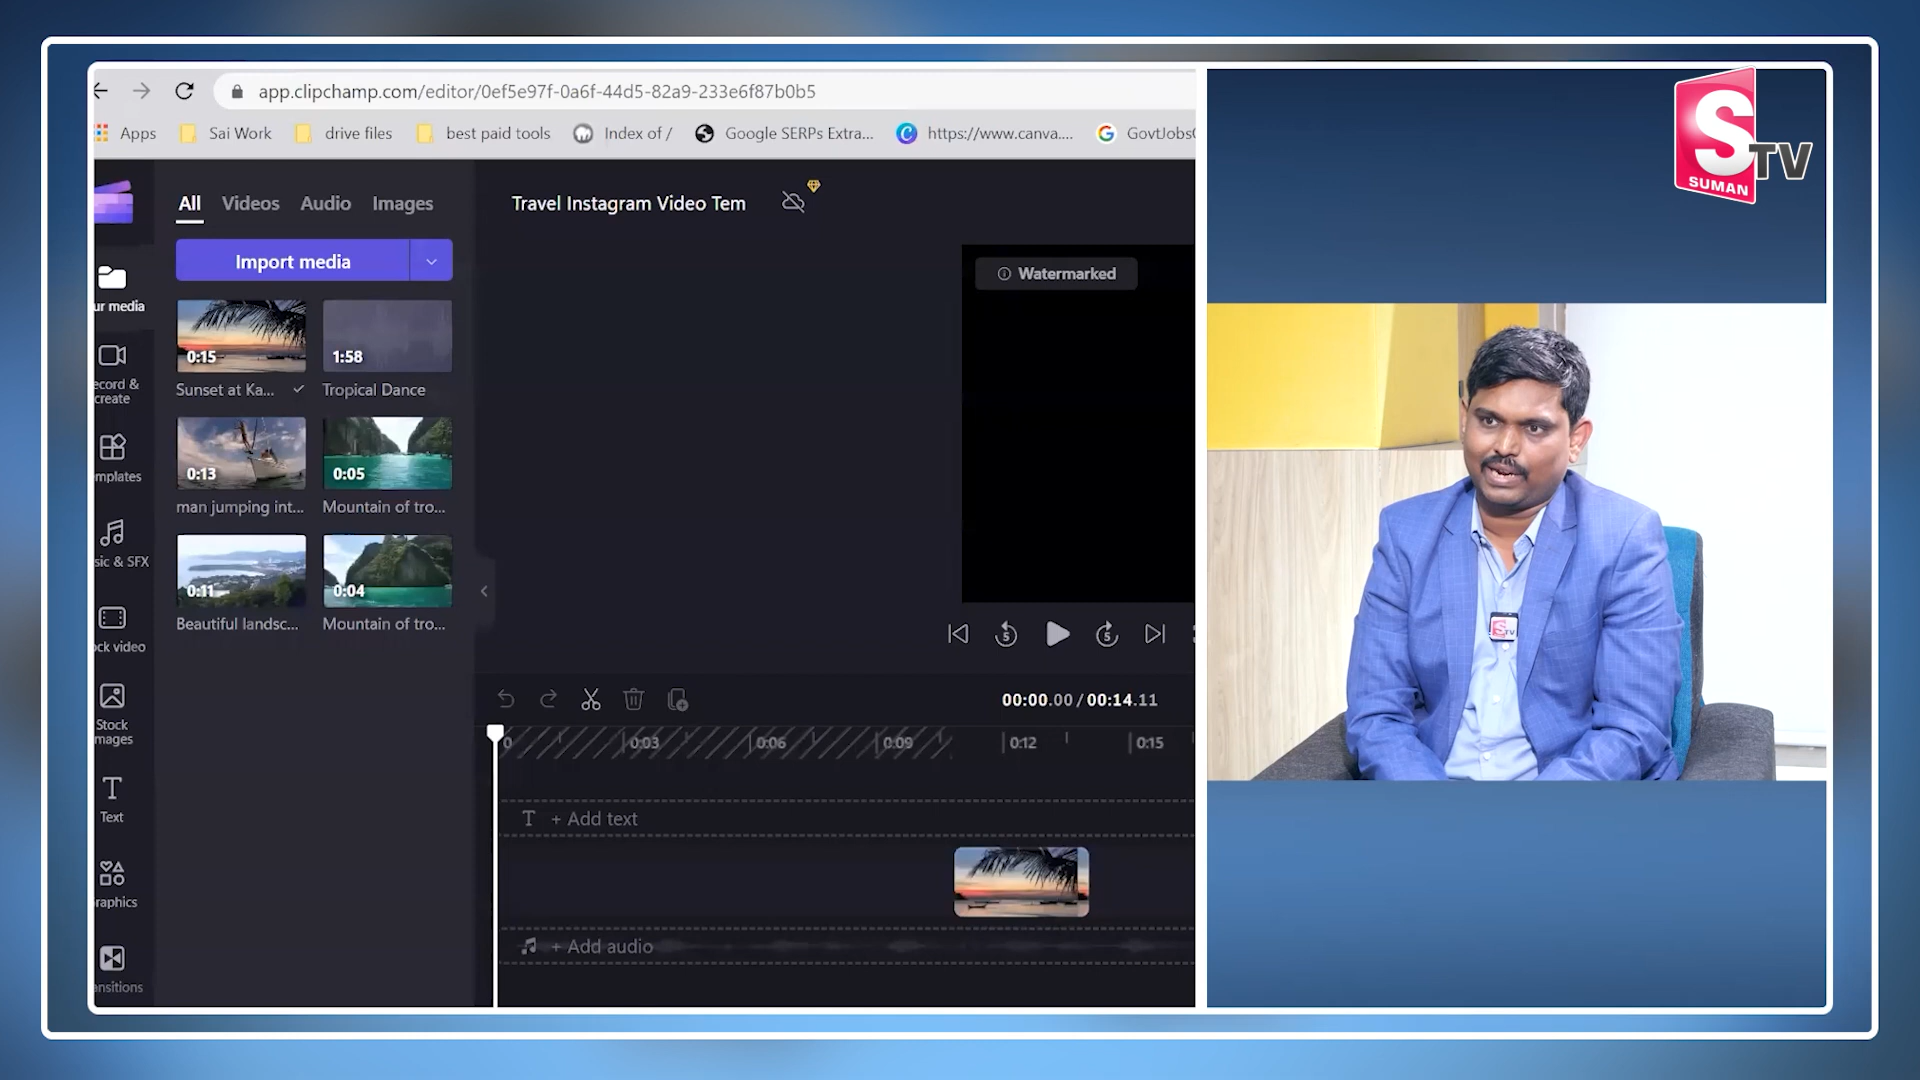 app.clipchamp.com/editor/0ef5e97f-0a6f-44d5-82a9-233e6f87b0b5
Apps Sai Work drive files best paid tools Index of / Google SERPs Extra... https://www.canva.... GovtJobs
S TV
SUMAN
All Videos Audio Images
Travel Instagram Video Tem
Import media
Watermarked
ur media
0:15 1:58
Sunset at Ka... Tropical Dance
ecord &
create
0:13 0:05
mplates
man jumping int... Mountain of tro...
sic & SFX
0:11 0:04
Beautiful landsc... Mountain of tro...
5 5
ck video
STV
00:00.00 / 00:14.11
Stock
mages
0 0:03 0:06 0:09 0:12 0:15
Text
T + Add text
raphics
+ Add audio
ansitions